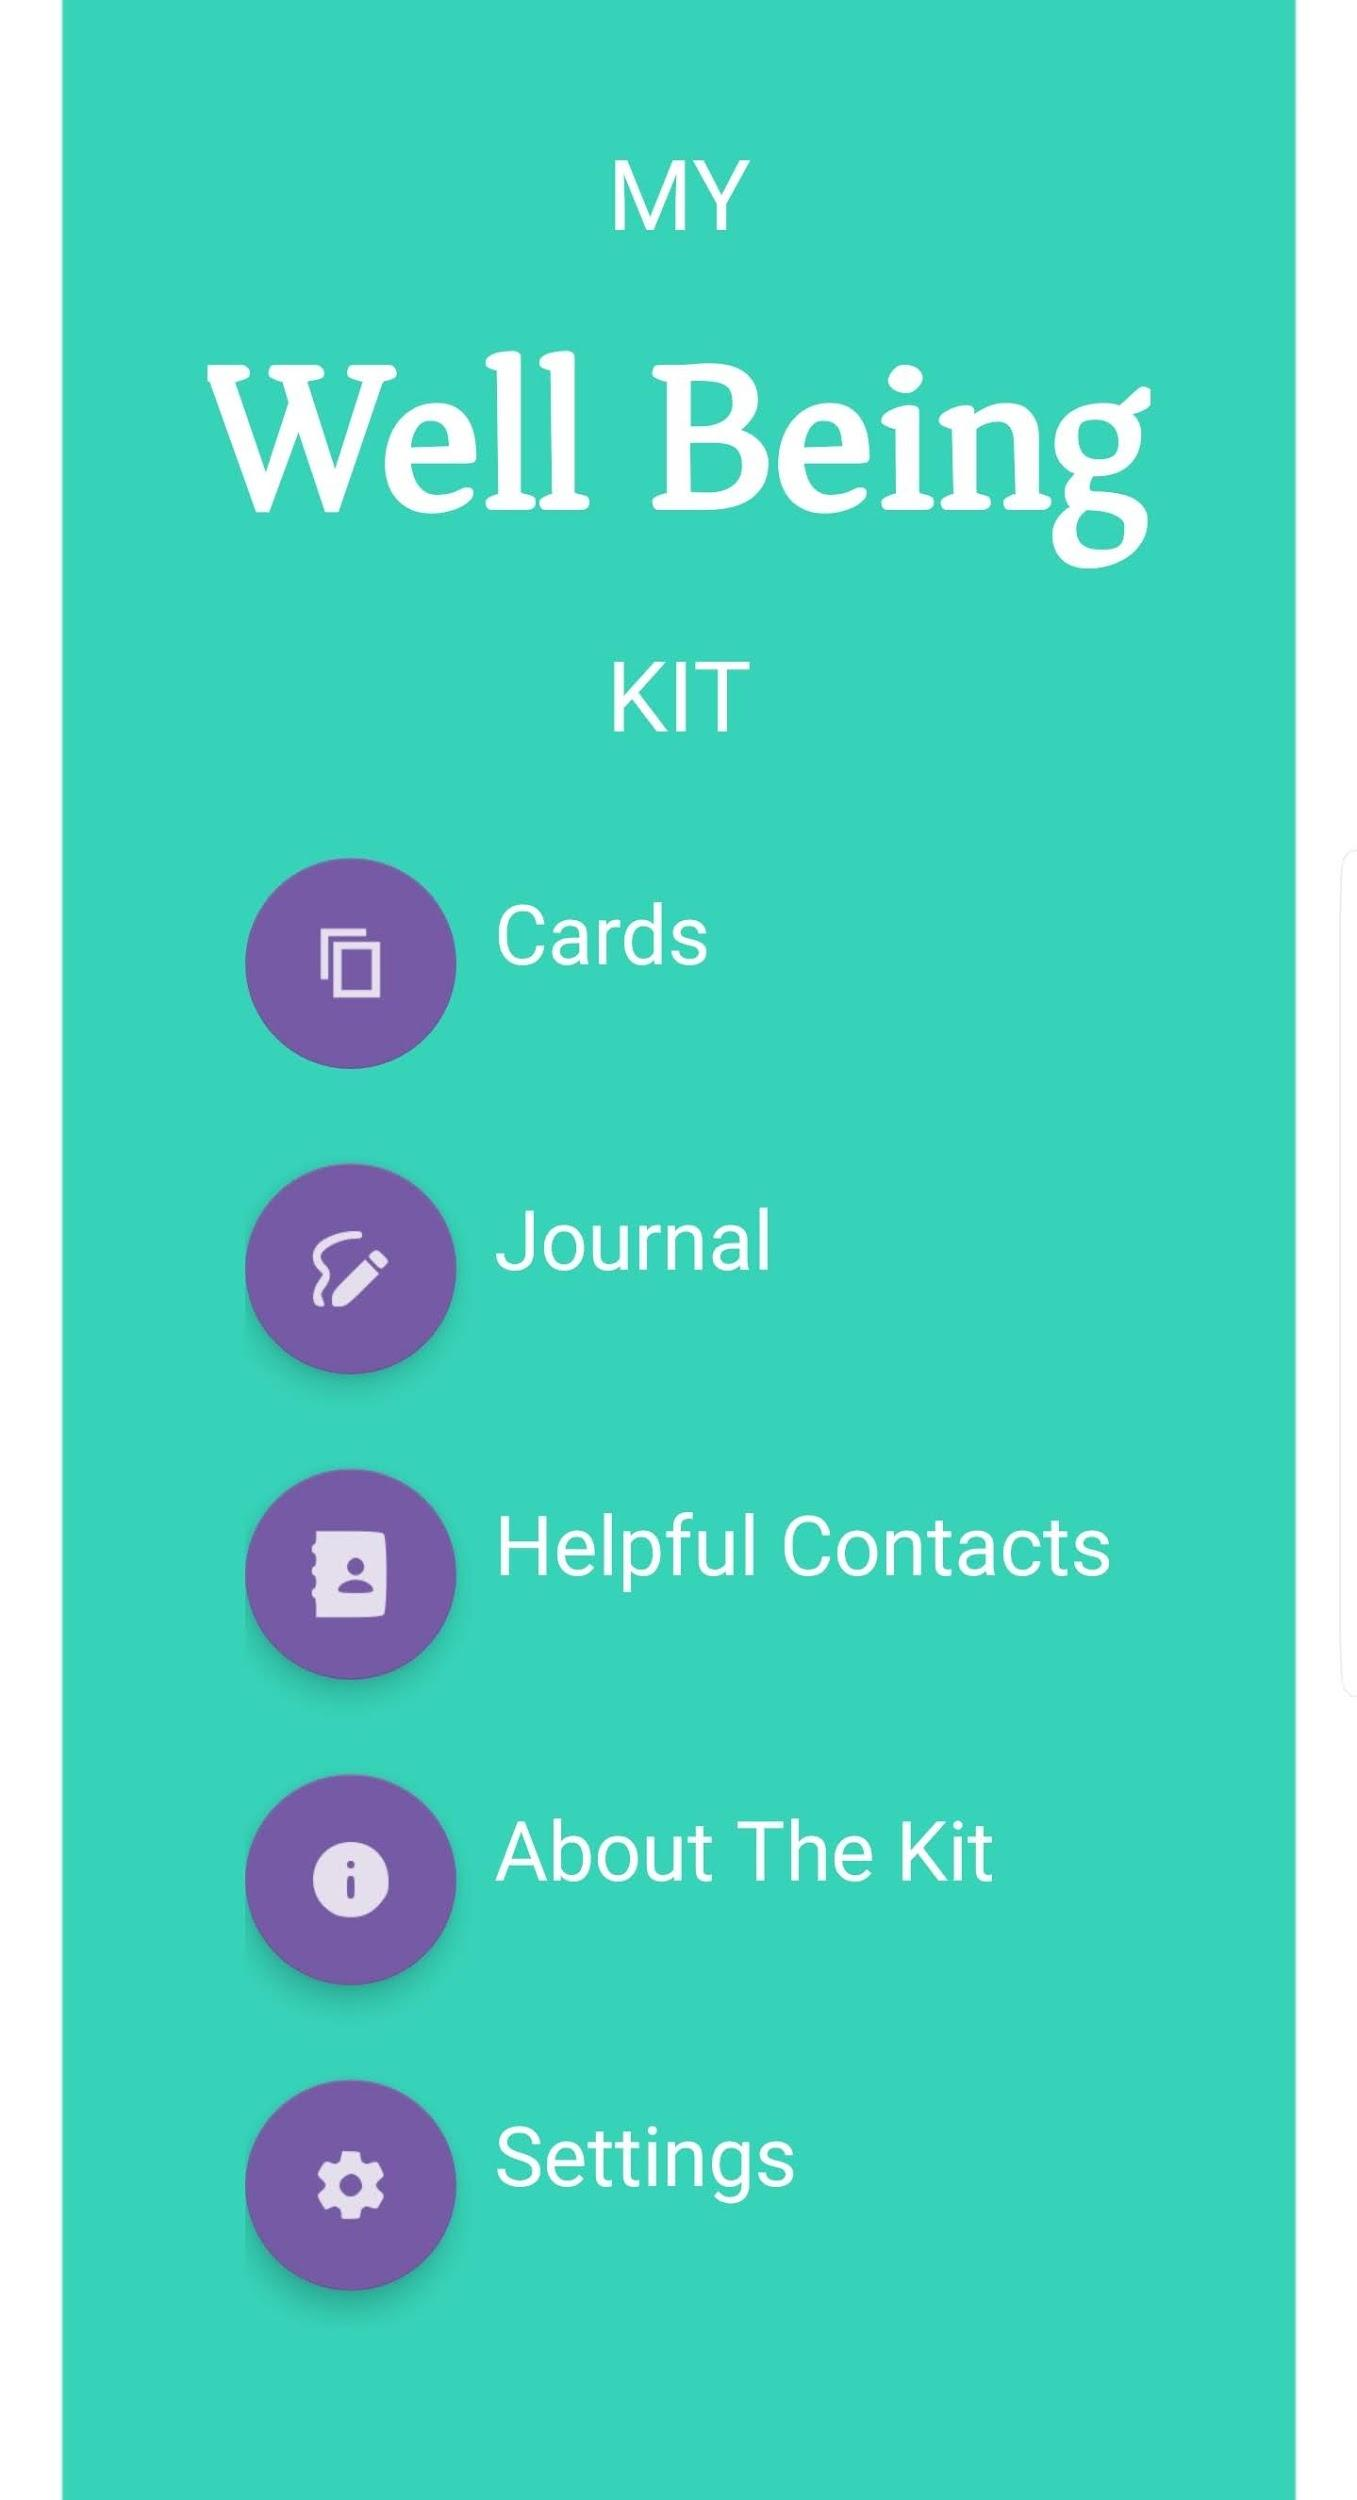 MY
Well Being
KIT
Cards
Journal
Helpful Contacts
About The Kit
Settings